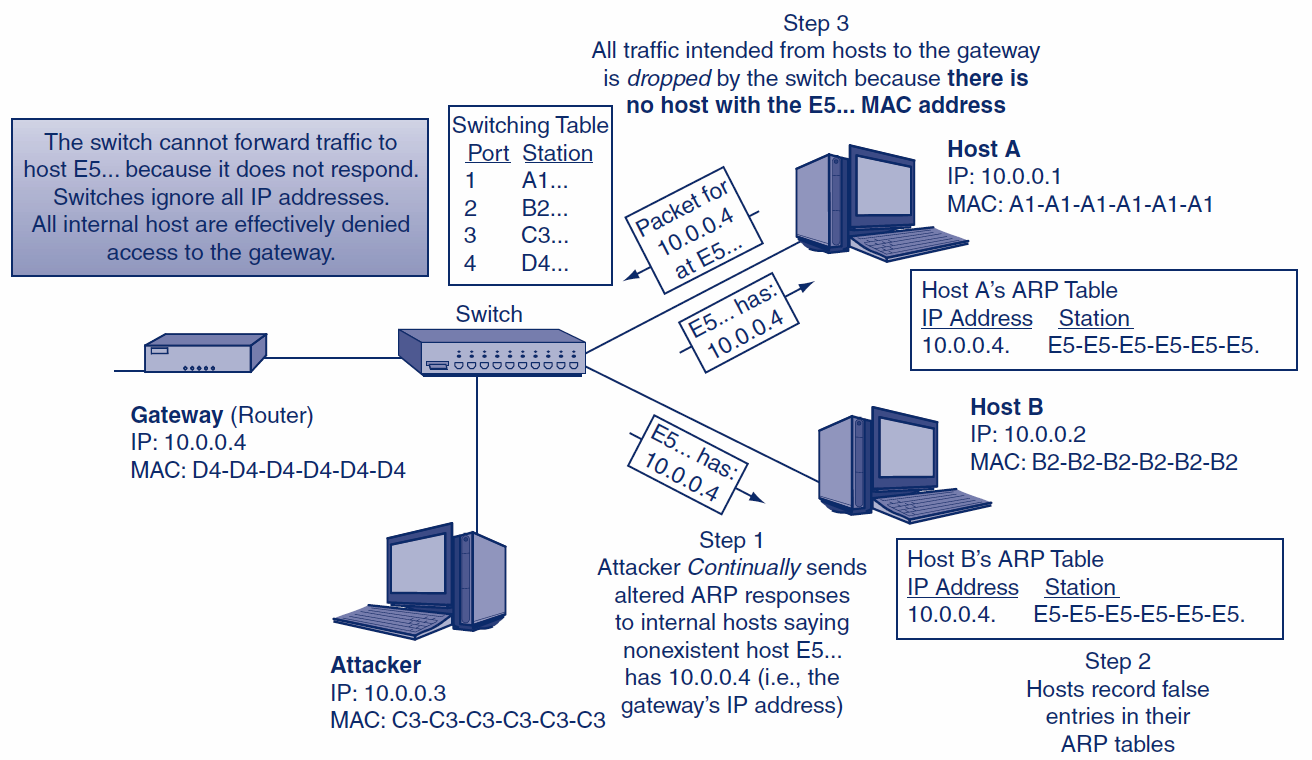 Step 3
All traffic intended from hosts to the gateway
is dropped by the switch because there is
no host with the E5... MAC address
The switch cannot forward traffic to
host E5... because it does not respond.
Switches ignore all IP addresses.
All internal host are effectively denied
access to the gateway.
Switching Table
Port Station
1 A1...
2 B2...
3 C3...
4 D4...
Packet for
10.0.0.4
at E5...
Host A
IP: 10.0.0.1
MAC: A1-A1-A1-A1-A1-A1
E5... has:
10.0.0.4
Host A's ARP Table
IP Address Station
10.0.0.4. E5-E5-E5-E5-E5-E5.
Switch
Gateway (Router)
IP: 10.0.0.4
MAC: D4-D4-D4-D4-D4-D4
E5... has:
10.0.0.4
Host B
IP: 10.0.0.2
MAC: B2-B2-B2-B2-B2-B2
Step 1
Attacker Continually sends
altered ARP responses
to internal hosts saying
nonexistent host E5...
has 10.0.0.4 (i.e., the
gateway's IP address)
Host B's ARP Table
IP Address Station
10.0.0.4. E5-E5-E5-E5-E5-E5.
Attacker
IP: 10.0.0.3
MAC: C3-C3-C3-C3-C3-C3
Step 2
Hosts record false
entries in their
ARP tables